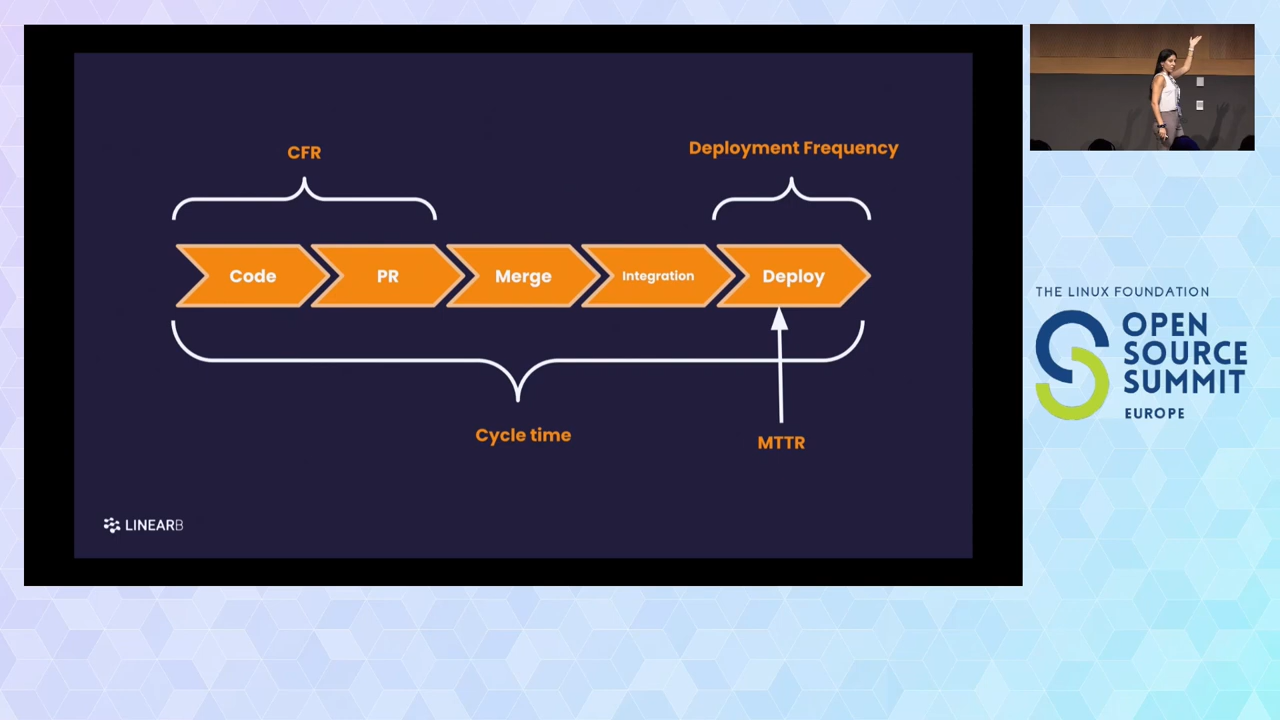 CFR
Deployment Frequency
Code
PR
Merge
Integration
Deploy
Cycle time
MTTR
LINEARB
THE LINUX FOUNDATION
OPEN
SOURCE
SUMMIT
EUROPE